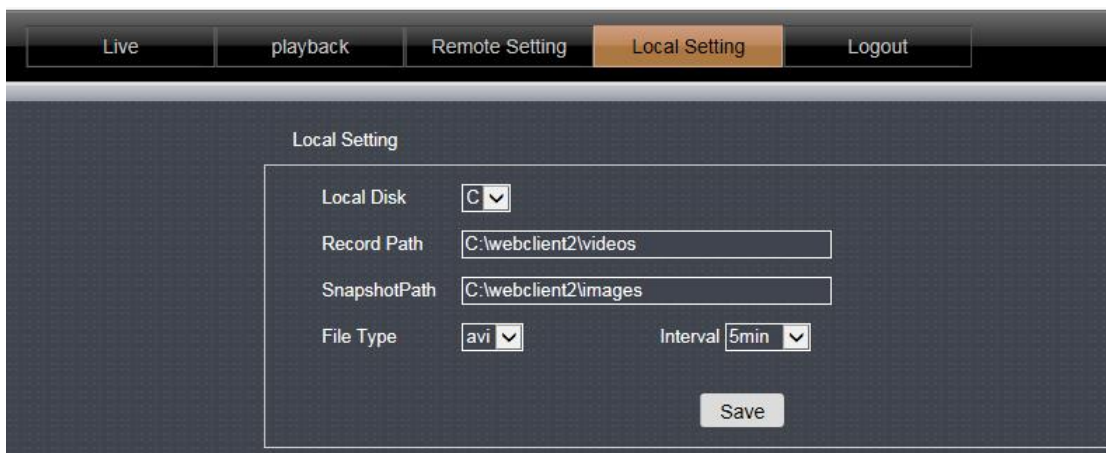 Live playback Remote Setting Local Setting Logout
Local Setting
Local Disk C
Record Path C:\webclient2\videos
SnapshotPath C:\webclient2\images
File Type avi Interval 5min
Save